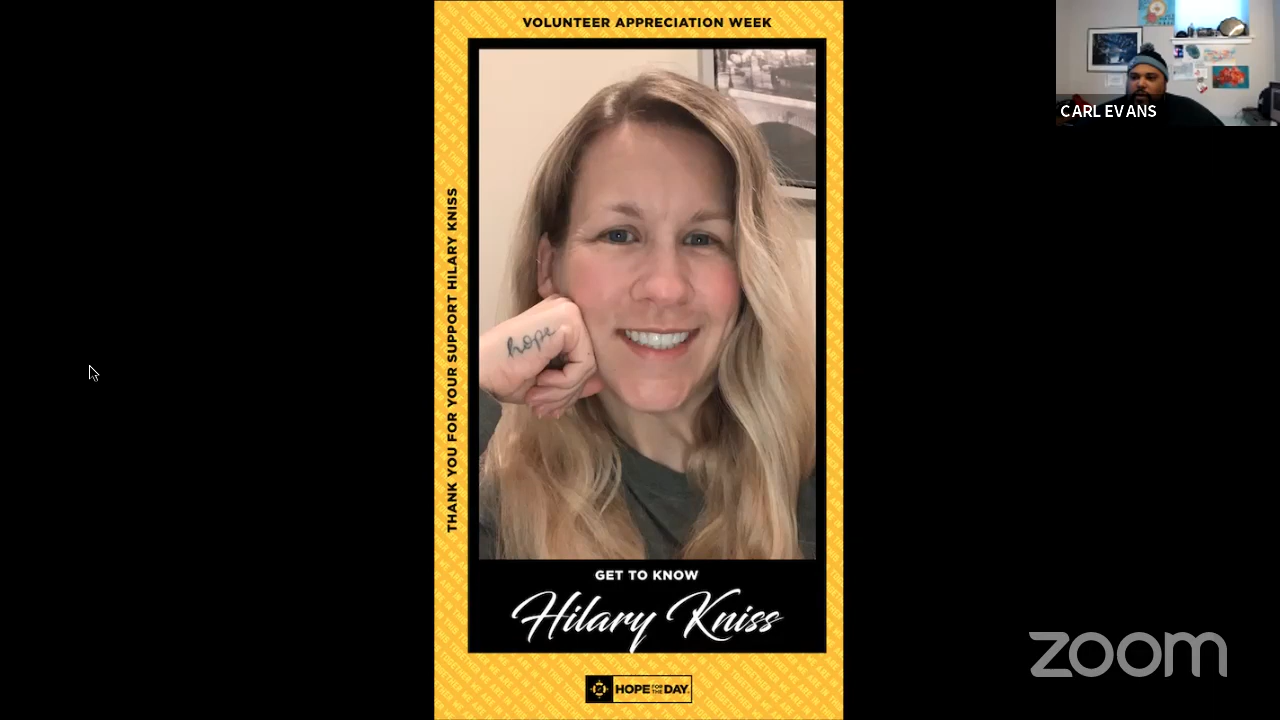 VOLUNTEER APPRECIATION WEEK
CARL EVANS
THANK YOU FOR YOUR SUPPORT HILARY KNISS
hope
GET TO KNOW
Hilary Kniss
HOPE FOR THE DAY
zoom